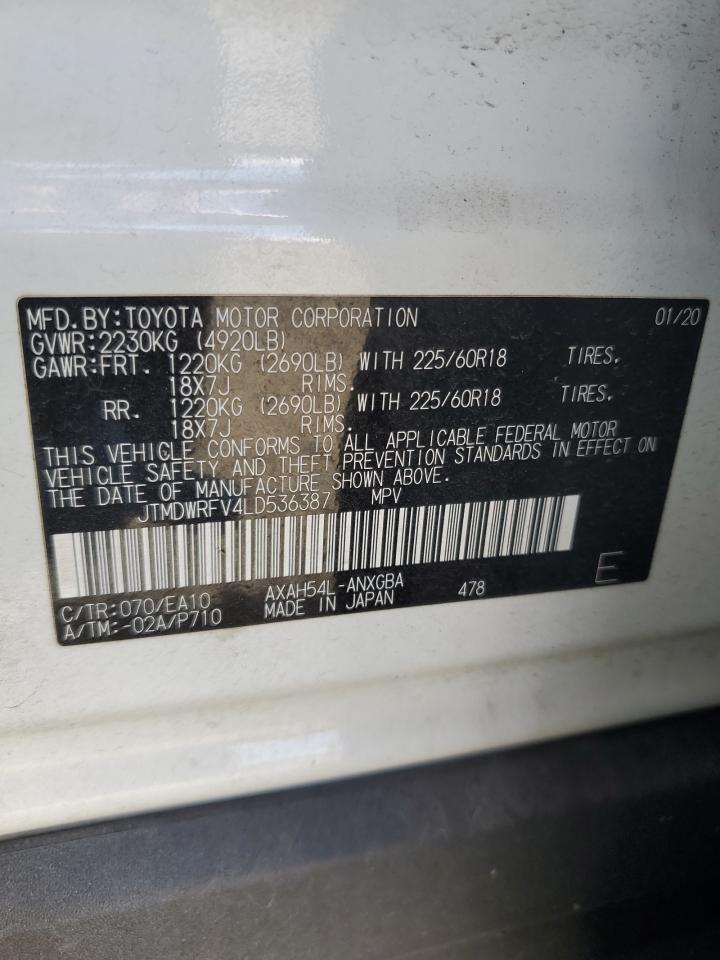 MFD.BY:TOYOTA MOTOR CORPORATION 01/20
GVWR:2230KG (4920LB)
GAWR:FRT. 1220KG (2690LB) WITH 225/60R18 TIRES.
18X7J RIMS.
RR. 1220KG (2690LB) WITH 225/60R18 TIRES.
18X7J RIMS.
THIS VEHICLE CONFORMS TO ALL APPLICABLE FEDERAL MOTOR
VEHICLE SAFETY AND THEFT PREVENTION STANDARDS IN EFFECT ON
THE DATE OF MANUFACTURE SHOWN ABOVE.
JTMDWRFV4LD536387 MPV
C/TR:070/EA10 AXAH54L-ANXGBA 478 E
A/TM:-02A/P710 MADE IN JAPAN